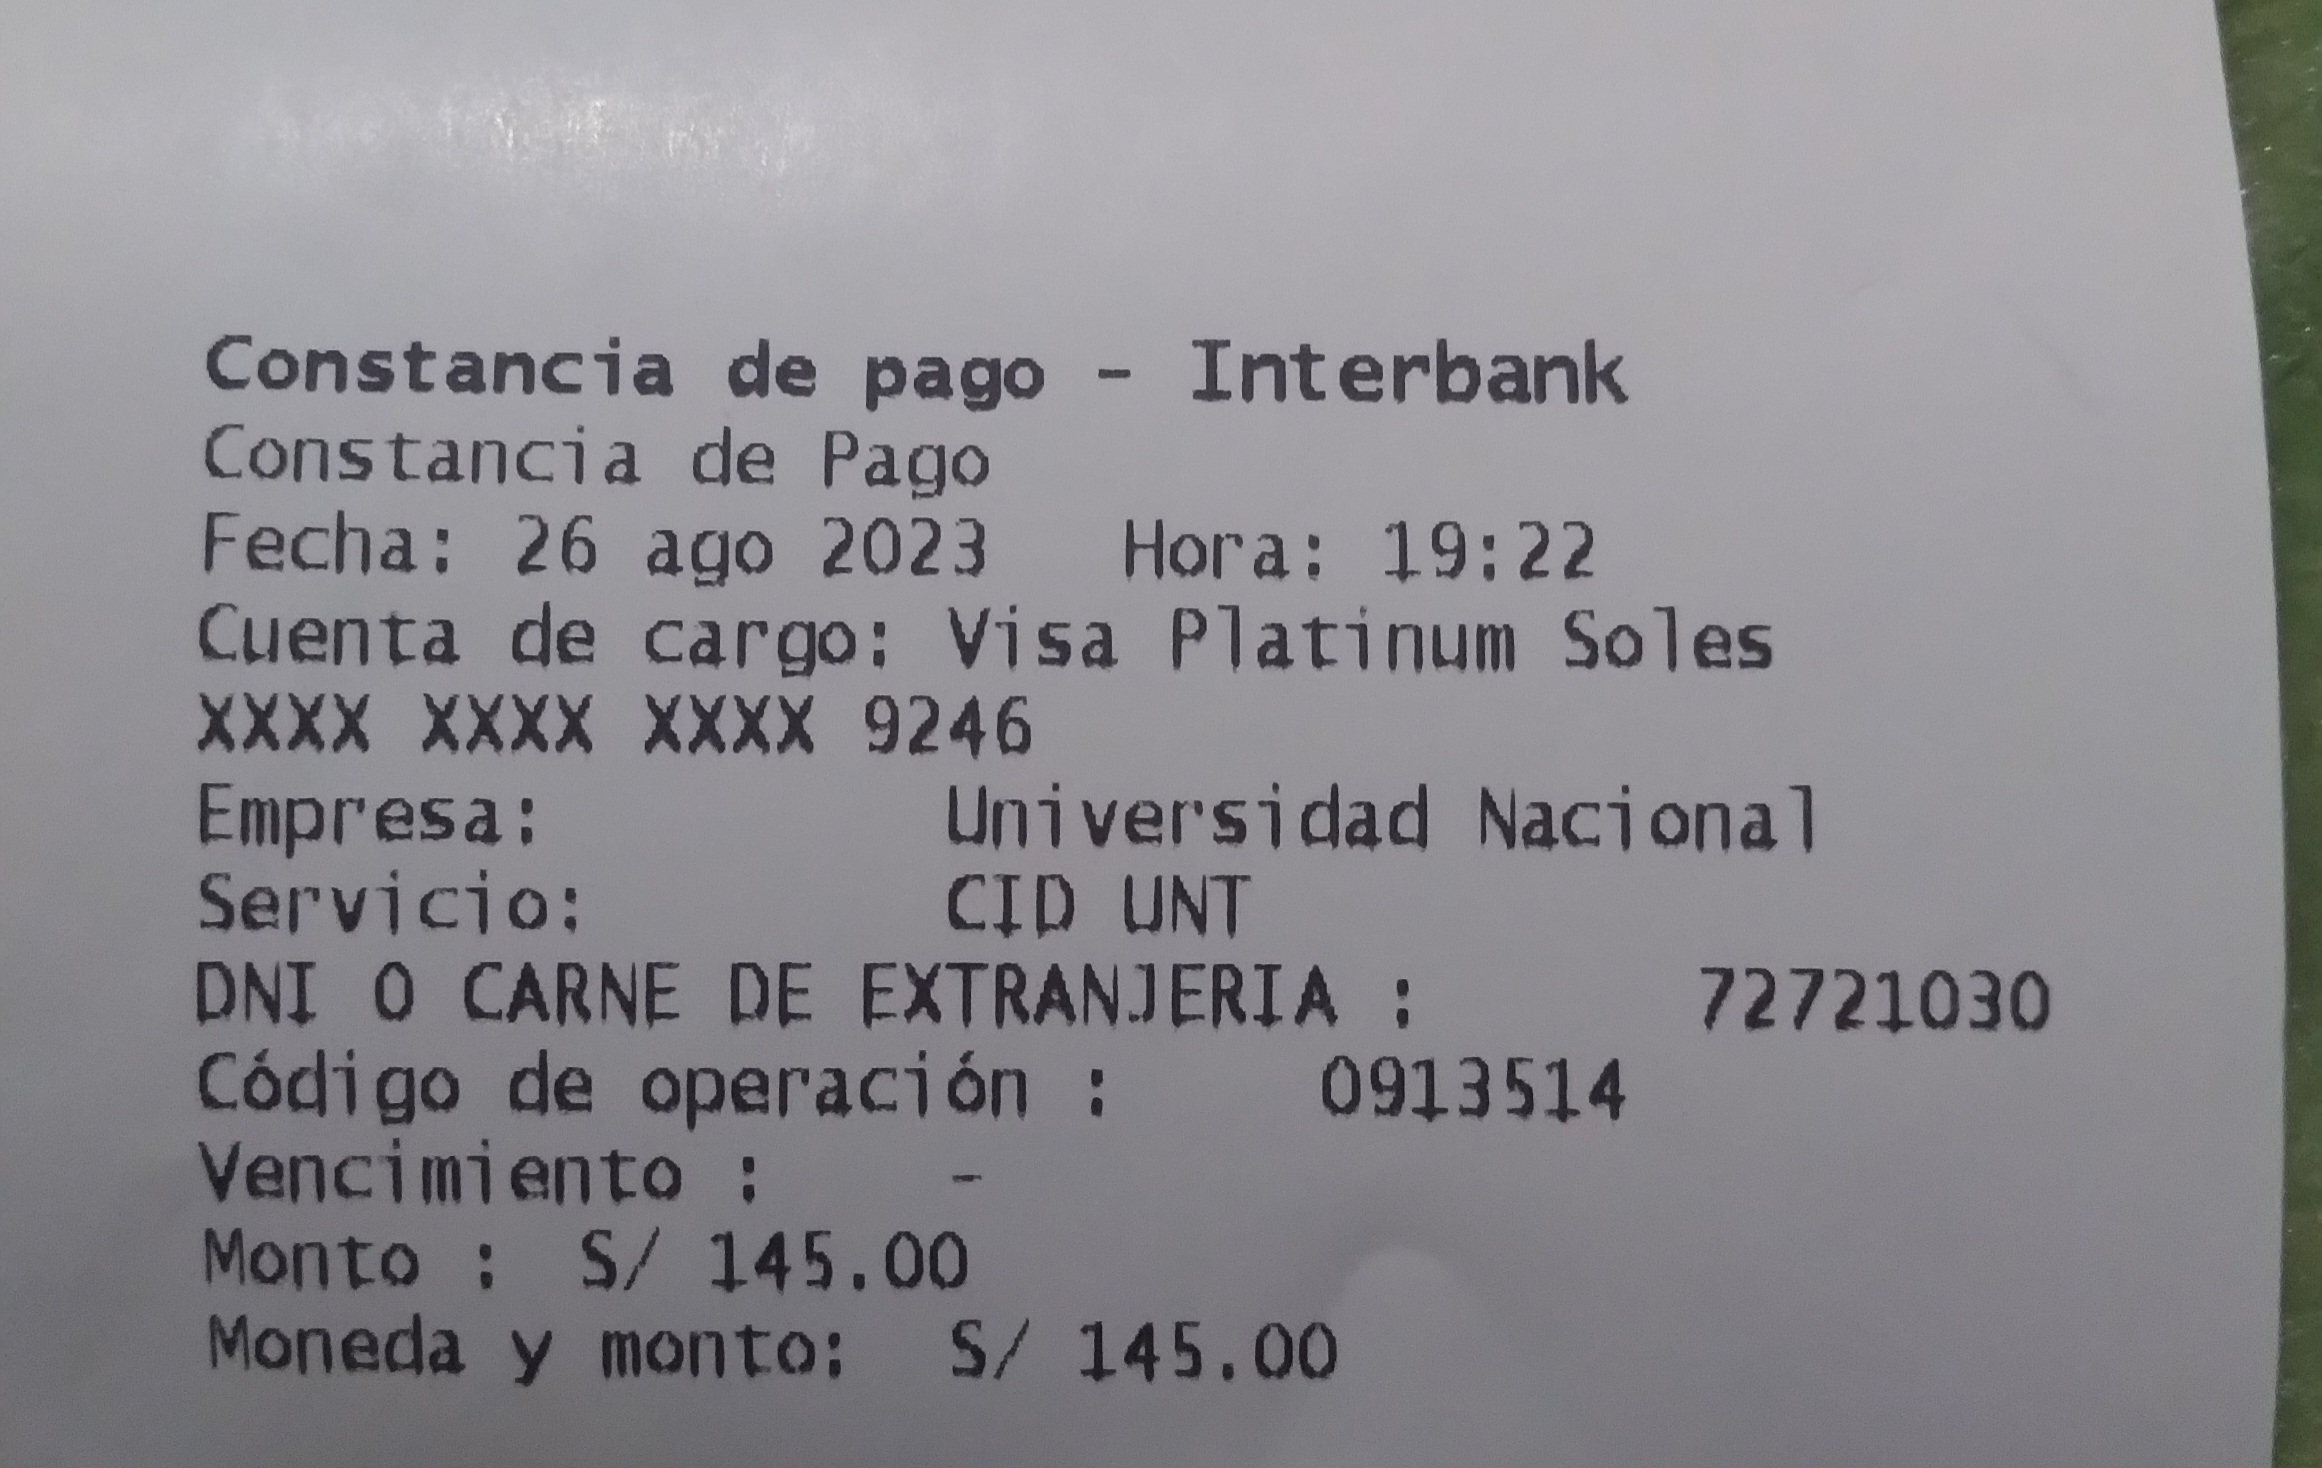 Constancia de pago - Interbank
Constancia de Pago
Fecha: 26 ago 2023 Hora: 19:22
Cuenta de cargo: Visa Platinum Soles
XXXX XXXX XXXX 9246
Empresa: Universidad Nacional
Servicio: CID UNT
DNI O CARNE DE EXTRANJERIA : 72721030
Código de operación : 0913514
Vencimiento : -
Monto : S/ 145.00
Moneda y monto: S/ 145.00